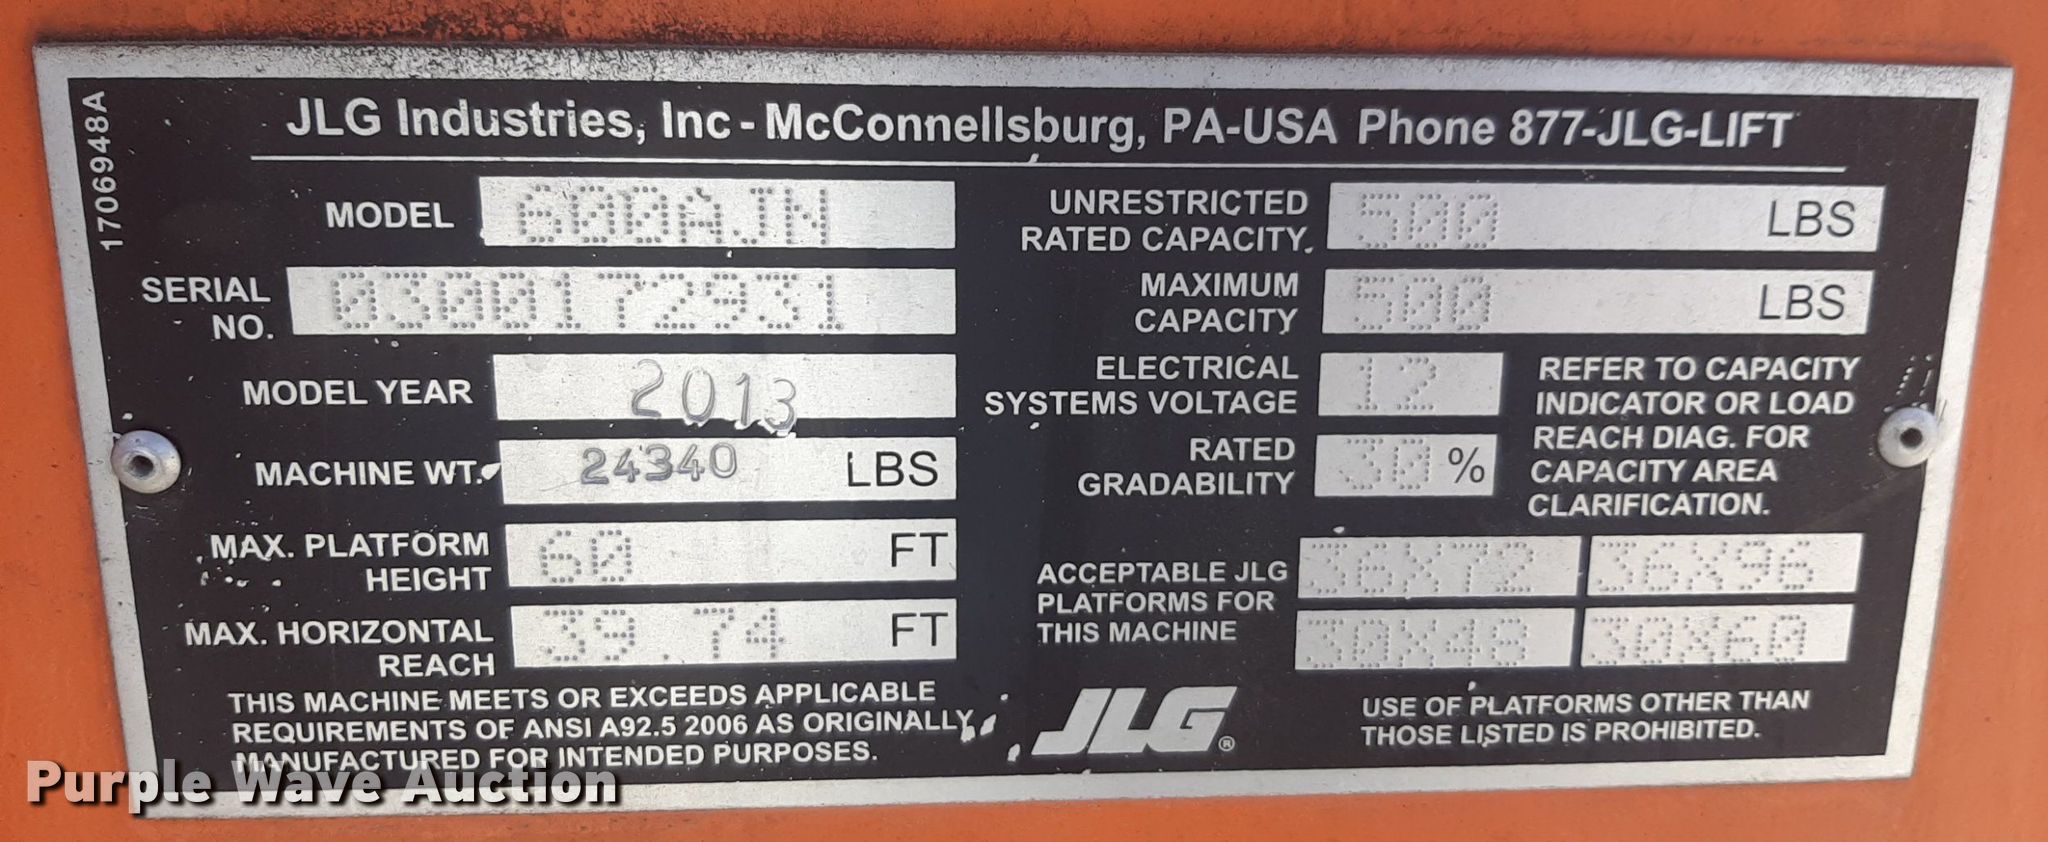 1706948A
JLG Industries, Inc - McConnellsburg, PA-USA Phone 877-JLG-LIFT
MODEL 600AJN
SERIAL NO. 0300172931
MODEL YEAR 2013
MACHINE WT. 24340 LBS
MAX. PLATFORM HEIGHT 60 FT
MAX. HORIZONTAL REACH 39.74 FT
THIS MACHINE MEETS OR EXCEEDS APPLICABLE
REQUIREMENTS OF ANSI A92.5 2006 AS ORIGINALLY
MANUFACTURED FOR INTENDED PURPOSES.
UNRESTRICTED RATED CAPACITY 500 LBS
MAXIMUM CAPACITY 500 LBS
ELECTRICAL SYSTEMS VOLTAGE 12
RATED GRADABILITY 30 %
REFER TO CAPACITY
INDICATOR OR LOAD
REACH DIAG. FOR
CAPACITY AREA
CLARIFICATION.
ACCEPTABLE JLG
PLATFORMS FOR
THIS MACHINE
36X72 36X96
30X48 30X60
JLG®
USE OF PLATFORMS OTHER THAN
THOSE LISTED IS PROHIBITED.
Purple Wave Auction